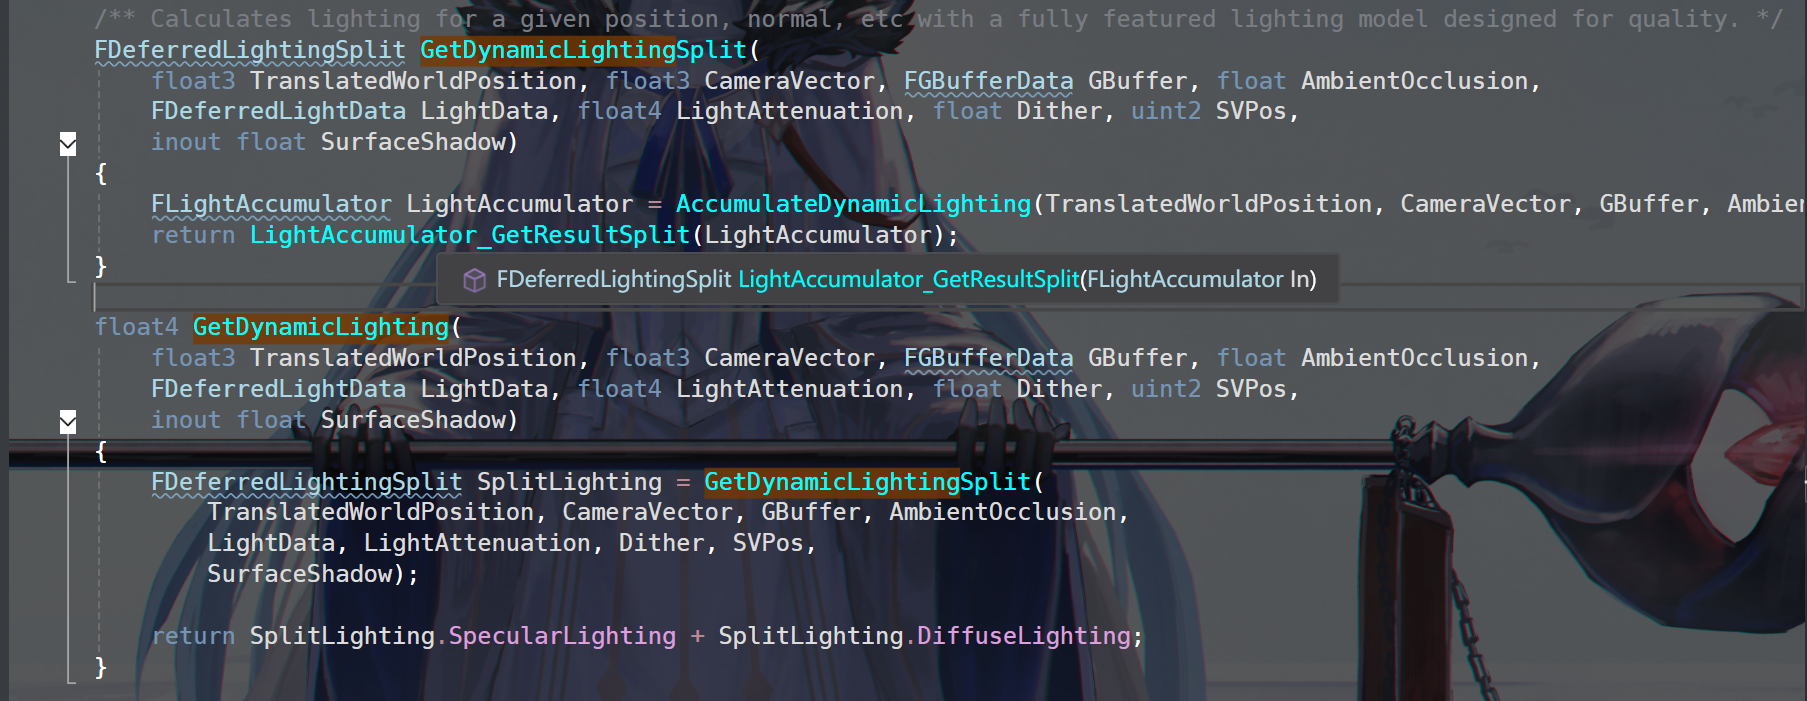 /** Calculates lighting for a given position, normal, etc with a fully featured lighting model designed for quality. */
FDeferredLightingSplit GetDynamicLightingSplit(
float3 TranslatedWorldPosition, float3 CameraVector, FGBufferData GBuffer, float AmbientOcclusion,
FDeferredLightData LightData, float4 LightAttenuation, float Dither, uint2 SVPos,
inout float SurfaceShadow)
{
FLightAccumulator LightAccumulator = AccumulateDynamicLighting(TranslatedWorldPosition, CameraVector, GBuffer, Ambien
return LightAccumulator_GetResultSplit(LightAccumulator);
}
FDeferredLightingSplit LightAccumulator_GetResultSplit(FLightAccumulator In)
float4 GetDynamicLighting(
float3 TranslatedWorldPosition, float3 CameraVector, FGBufferData GBuffer, float AmbientOcclusion,
FDeferredLightData LightData, float4 LightAttenuation, float Dither, uint2 SVPos,
inout float SurfaceShadow)
{
FDeferredLightingSplit SplitLighting = GetDynamicLightingSplit(
TranslatedWorldPosition, CameraVector, GBuffer, AmbientOcclusion,
LightData, LightAttenuation, Dither, SVPos,
SurfaceShadow);
return SplitLighting.SpecularLighting + SplitLighting.DiffuseLighting;
}